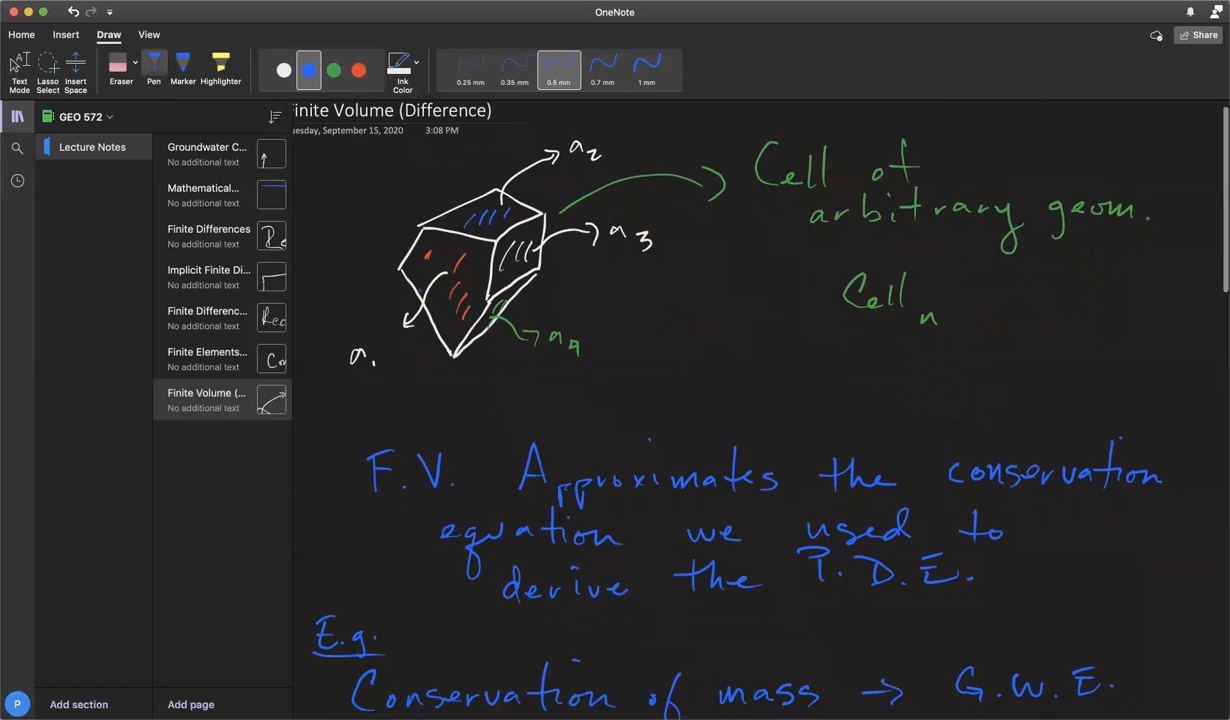 OneNote
Home Insert Draw View
Share
Text Mode
Lasso Select
Insert Space
Eraser
Pen
Marker
Highlighter
Ink Color
0.25 mm
0.35 mm
0.5 mm
0.7 mm
1 mm
GEO 572
Lecture Notes
Groundwater C...
No additional text
Mathematical...
No additional text
Finite Differences
No additional text
Implicit Finite Di...
No additional text
Finite Differenc...
No additional text
Finite Elements...
No additional text
Finite Volume (...
No additional text
P
Add section
Add page
inite Volume (Difference)
uesday, September 15, 2020 3:08 PM
a2
a3
a4
a1
Cell of
arbitrary geom.
Cell n
F.V. Approximates the conservation
equation we used to
derive the P.D.E.
E.g.
Conservation of mass → G.W.E.